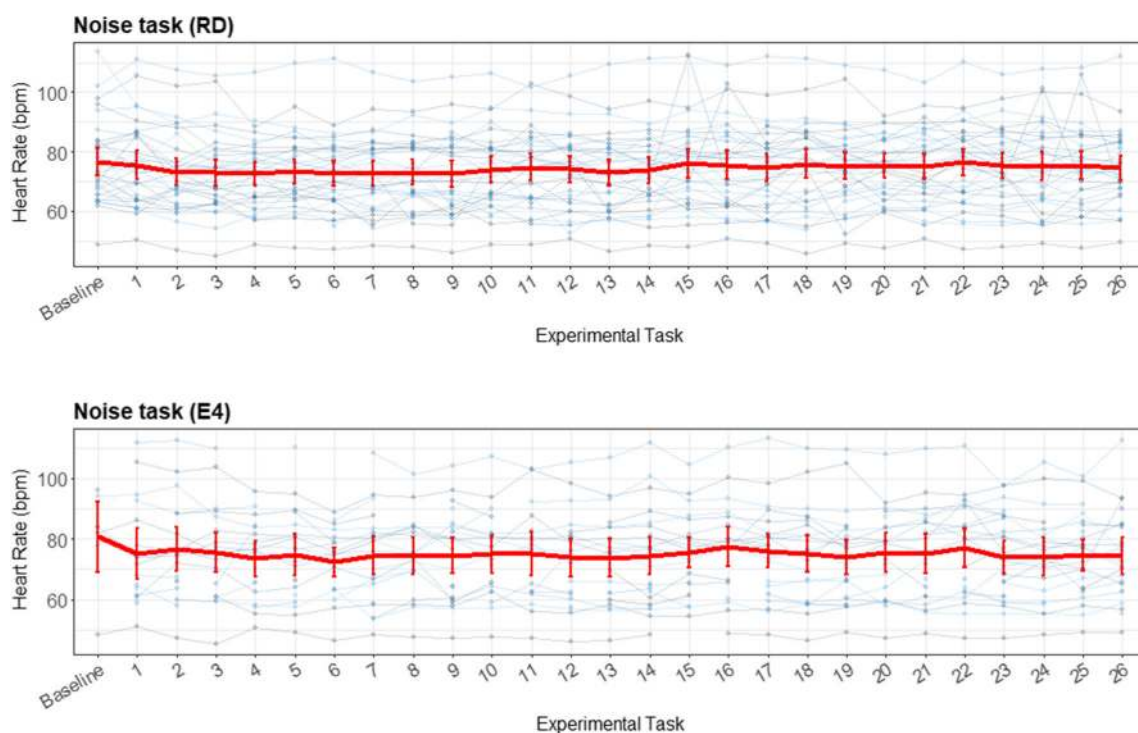 Noise task (RD)
Heart Rate (bpm)
100
80
60
Baseline 1 2 3 4 5 6 7 8 9 10 11 12 13 14 15 16 17 18 19 20 21 22 23 24 25 26
Experimental Task
Noise task (E4)
Heart Rate (bpm)
100
80
60
Baseline 1 2 3 4 5 6 7 8 9 10 11 12 13 14 15 16 17 18 19 20 21 22 23 24 25 26
Experimental Task